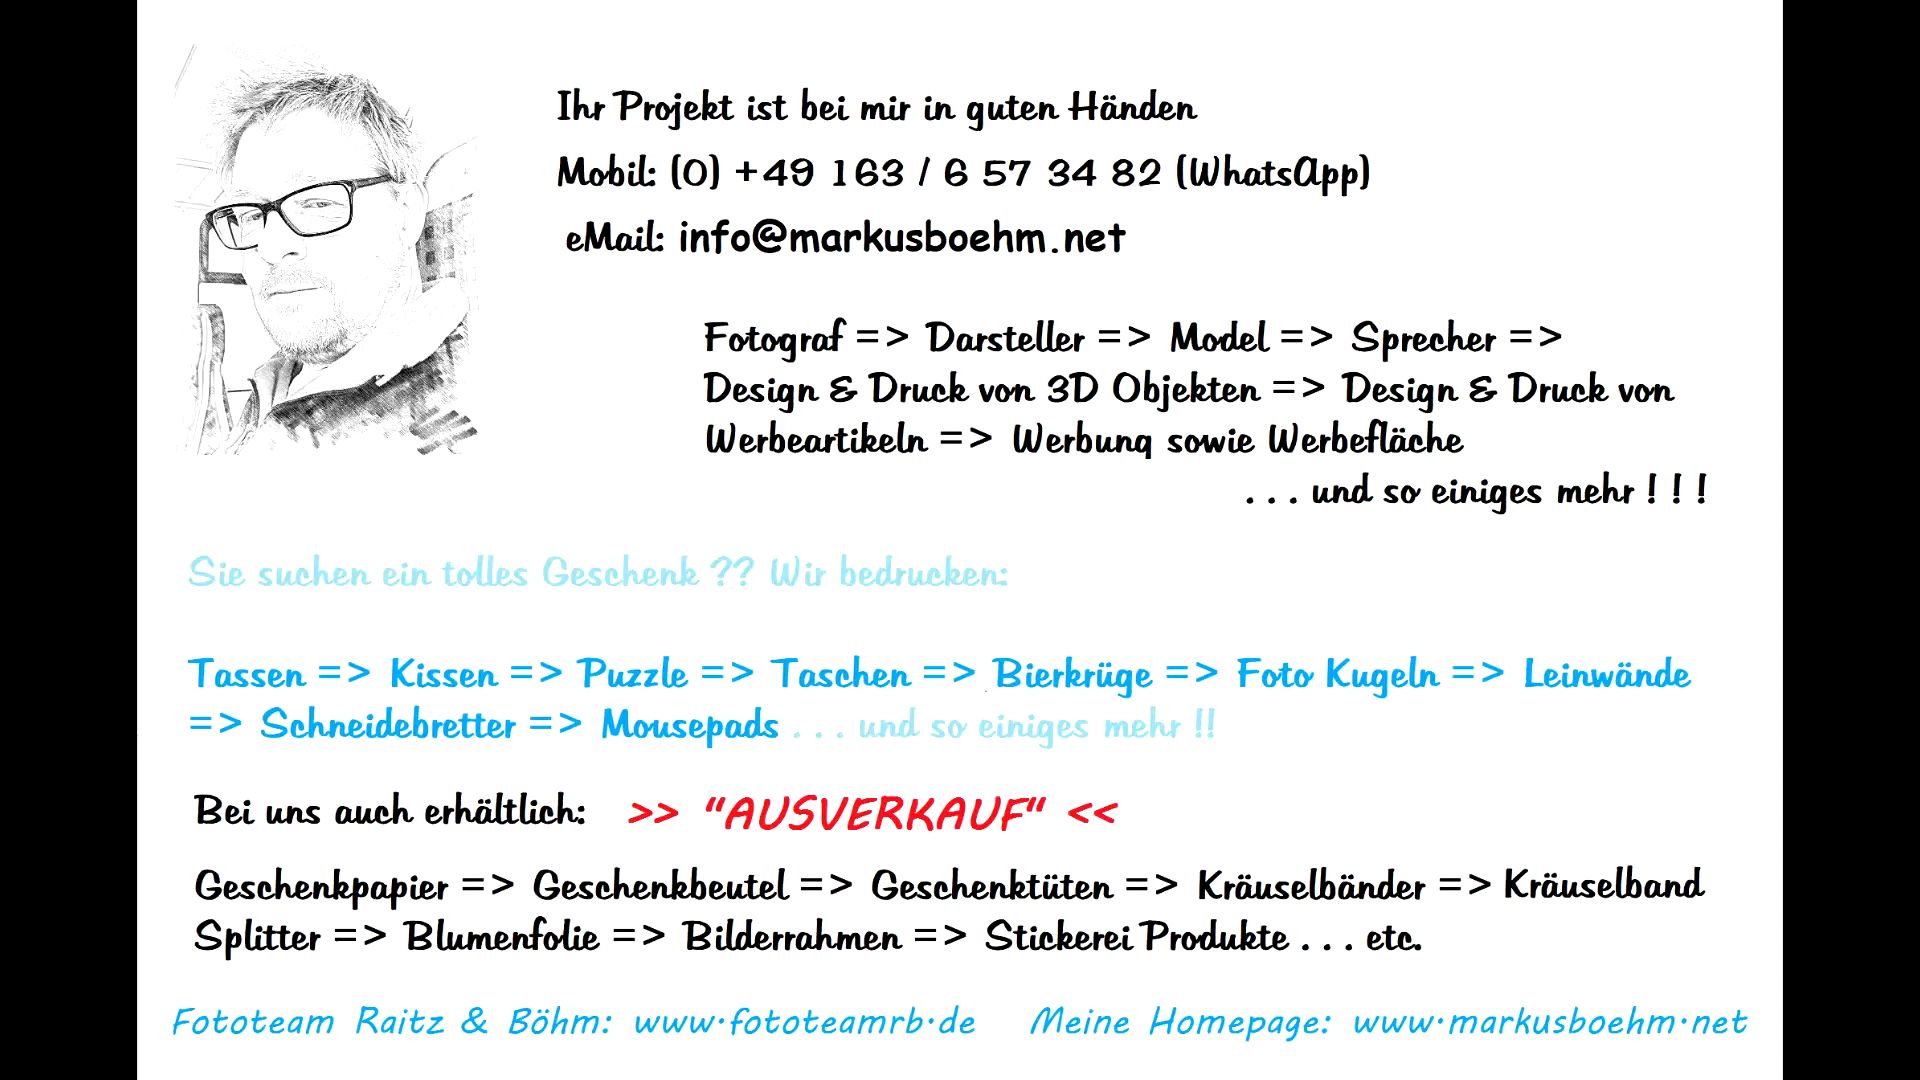 Ihr Projekt ist bei mir in guten Händen
Mobil: (0) +49 163 / 6 57 34 82 (WhatsApp)
eMail: info@markusboehm.net
Fotograf => Darsteller => Model => Sprecher =>
Design & Druck von 3D Objekten => Design & Druck von
Werbeartikeln => Werbung sowie Werbefläche
. . . und so einiges mehr ! ! !
Sie suchen ein tolles Geschenk ?? Wir bedrucken:
Tassen => Kissen => Puzzle => Taschen => Bierkrüge => Foto Kugeln => Leinwände
=> Schneidebretter => Mousepads . . . und so einiges mehr !!
Bei uns auch erhältlich: >> "AUSVERKAUF" <<
Geschenkpapier => Geschenkbeutel => Geschenktüten => Kräuselbänder => Kräuselband
Splitter => Blumenfolie => Bilderrahmen => Stickerei Produkte . . . etc.
Fototeam Raitz & Böhm: www.fototeamrb.de Meine Homepage: www.markusboehm.net